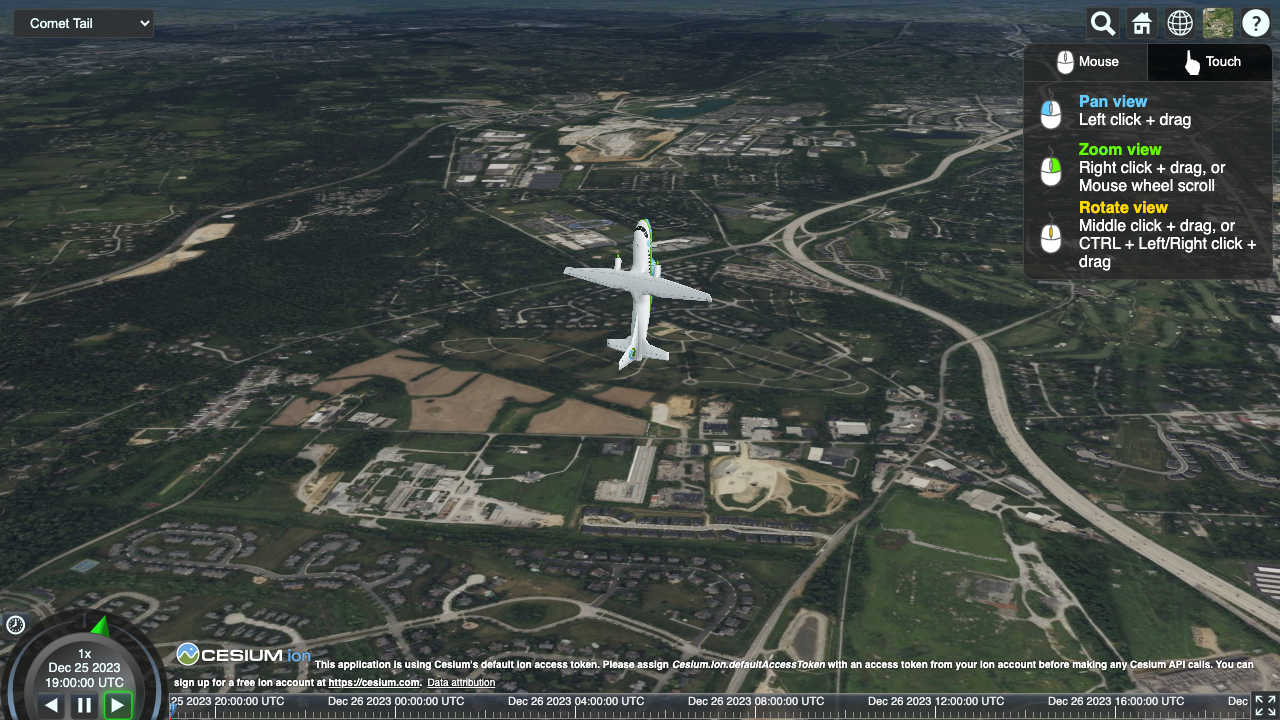 Comet Tail
Mouse
Touch
Pan view
Left click + drag
Zoom view
Right click + drag, or
Mouse wheel scroll
Rotate view
Middle click + drag, or
CTRL + Left/Right click +
drag
1x
Dec 25 2023
19:00:00 UTC
CESIUM ion
This application is using Cesium's default ion access token. Please assign Cesium.Ion.defaultAccessToken with an access token from your ion account before making any Cesium API calls. You can
sign up for a free ion account at https://cesium.com. Data attribution
25 2023 20:00:00 UTC
Dec 26 2023 00:00:00 UTC
Dec 26 2023 04:00:00 UTC
Dec 26 2023 08:00:00 UTC
Dec 26 2023 12:00:00 UTC
Dec 26 2023 16:00:00 UTC
Dec